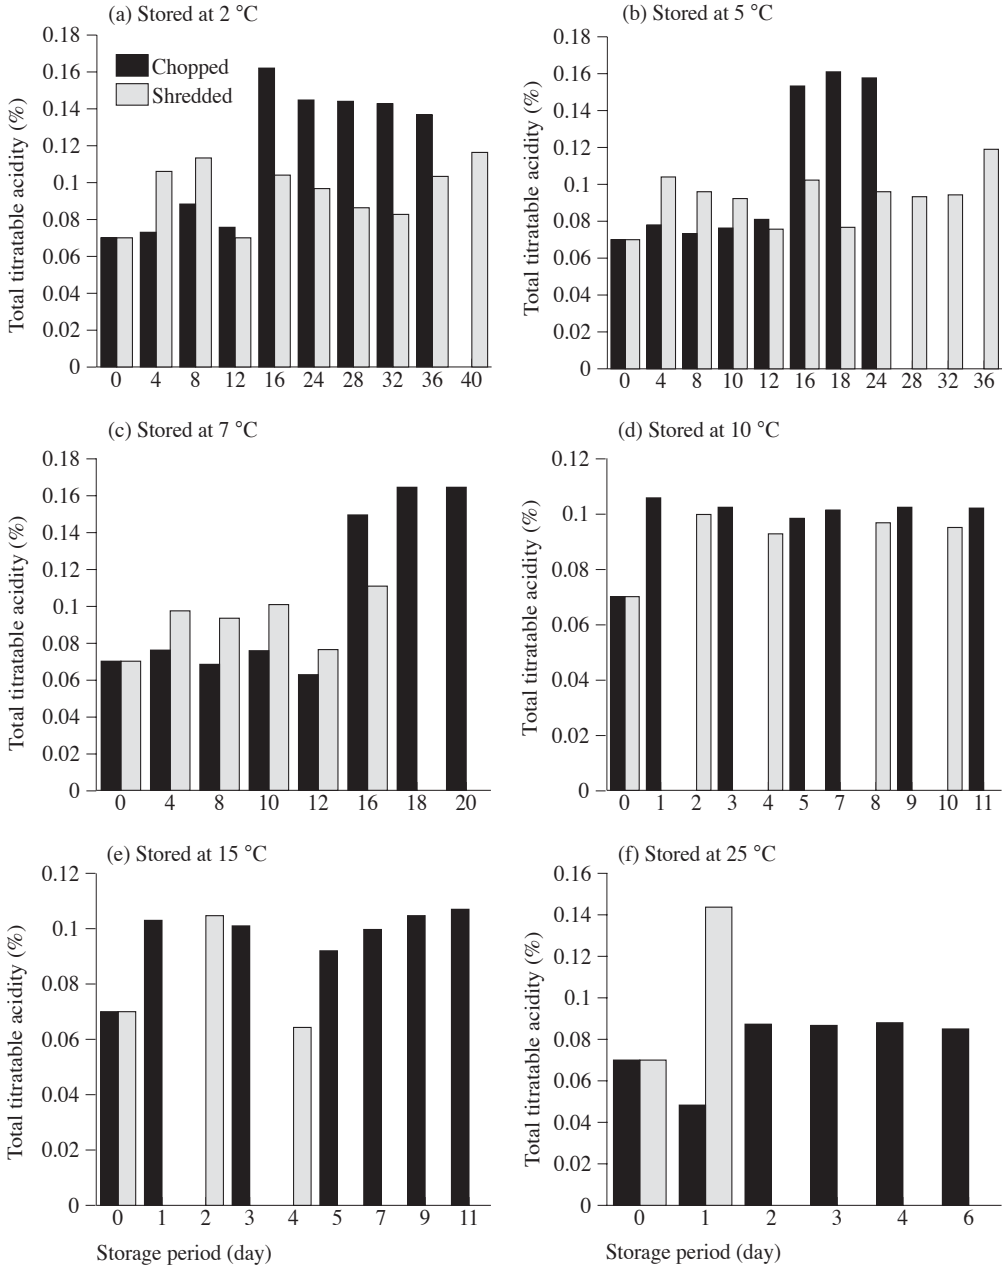 (a) Stored at 2 °C
0.18
0.16
0.14
0.12
0.1
0.08
0.06
0.04
0.02
0
Total titratable acidity (%)
Chopped
Shredded
0 4 8 12 16 24 28 32 36 40
(b) Stored at 5 °C
0.18
0.16
0.14
0.12
0.1
0.08
0.06
0.04
0.02
0
Total titratable acidity (%)
0 4 8 10 12 16 18 24 28 32 36
(c) Stored at 7 °C
0.18
0.16
0.14
0.12
0.1
0.08
0.06
0.04
0.02
0
Total titratable acidity (%)
0 4 8 10 12 16 18 20
(d) Stored at 10 °C
0.12
0.1
0.08
0.06
0.04
0.02
0
Total titratable acidity (%)
0 1 2 3 4 5 7 8 9 10 11
(e) Stored at 15 °C
0.12
0.1
0.08
0.06
0.04
0.02
0
Total titratable acidity (%)
0 1 2 3 4 5 7 9 11
Storage period (day)
(f) Stored at 25 °C
0.16
0.14
0.12
0.1
0.08
0.06
0.04
0.02
0
Total titratable acidity (%)
0 1 2 3 4 6
Storage period (day)